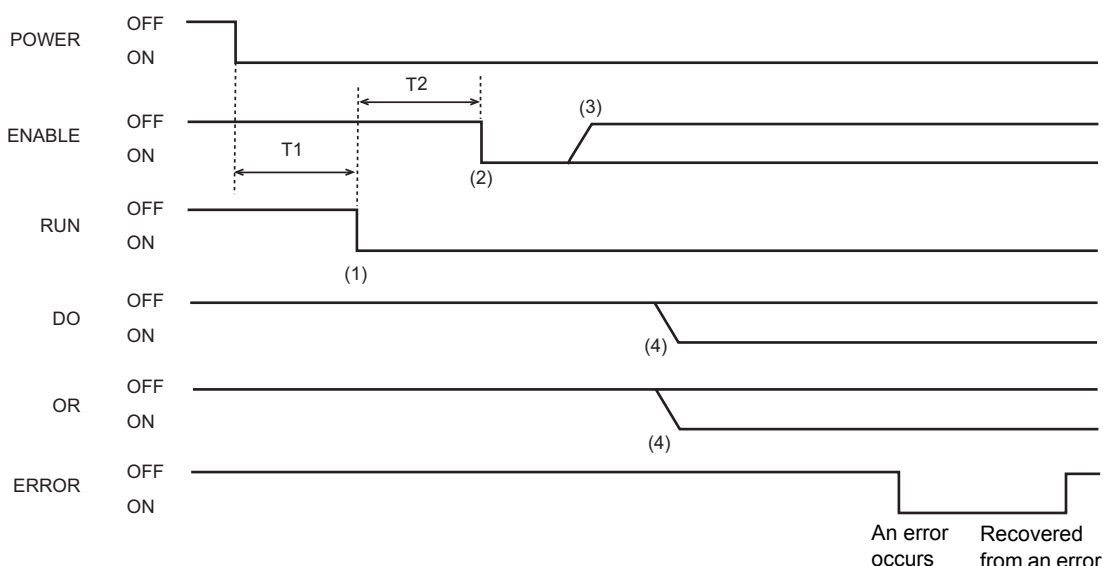 POWER
OFF
ON
T2
ENABLE
OFF
ON
(3)
T1
(2)
RUN
OFF
ON
(1)
DO
OFF
ON
(4)
OR
OFF
ON
(4)
ERROR
OFF
ON
An error
occurs
Recovered
from an error